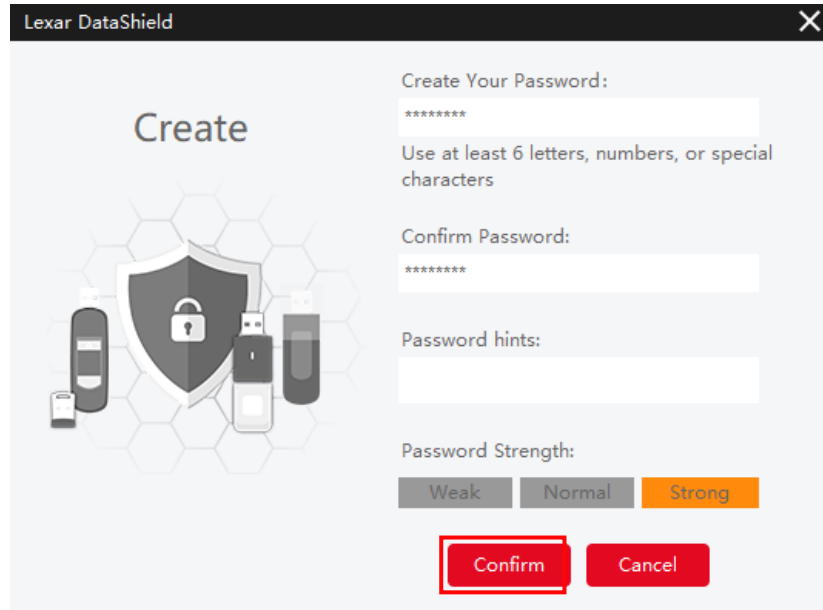 Lexar DataShield
Create
Create Your Password:
********
Use at least 6 letters, numbers, or special
characters
Confirm Password:
********
Password hints:
Password Strength:
Weak Normal Strong
Confirm Cancel